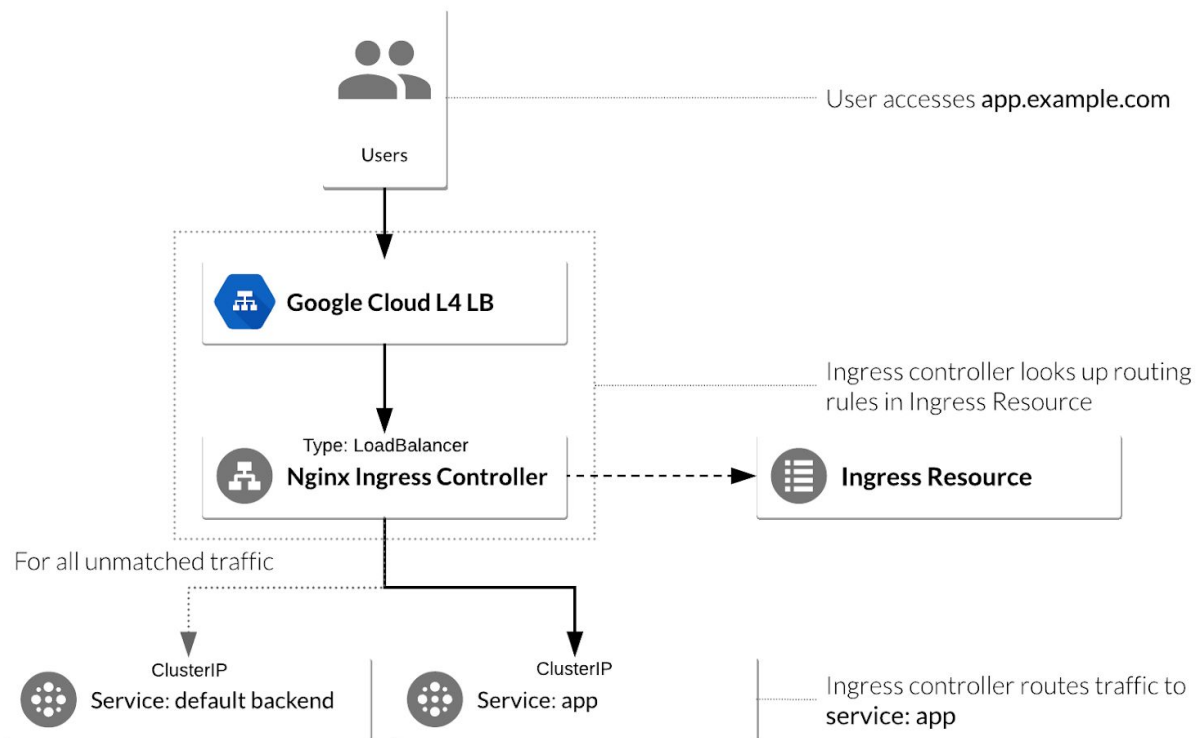 User accesses app.example.com
Users
Google Cloud L4 LB
Ingress controller looks up routing
rules in Ingress Resource
Type: LoadBalancer
Nginx Ingress Controller
Ingress Resource
For all unmatched traffic
ClusterIP
Service: default backend
ClusterIP
Service: app
Ingress controller routes traffic to
service: app